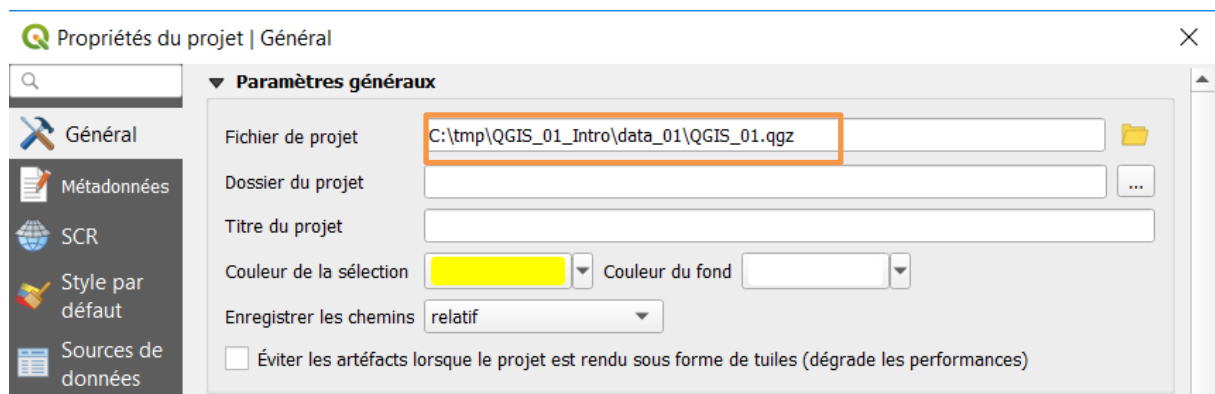 Propriétés du projet | Général
Paramètres généraux
Général
Métadonnées
SCR
Style par
défaut
Sources de
données
Fichier de projet C:\tmp\QGIS_01_Intro\data_01\QGIS_01.qgz
Dossier du projet ...
Titre du projet
Couleur de la sélection Couleur du fond
Enregistrer les chemins relatif
Éviter les artéfacts lorsque le projet est rendu sous forme de tuiles (dégrade les performances)